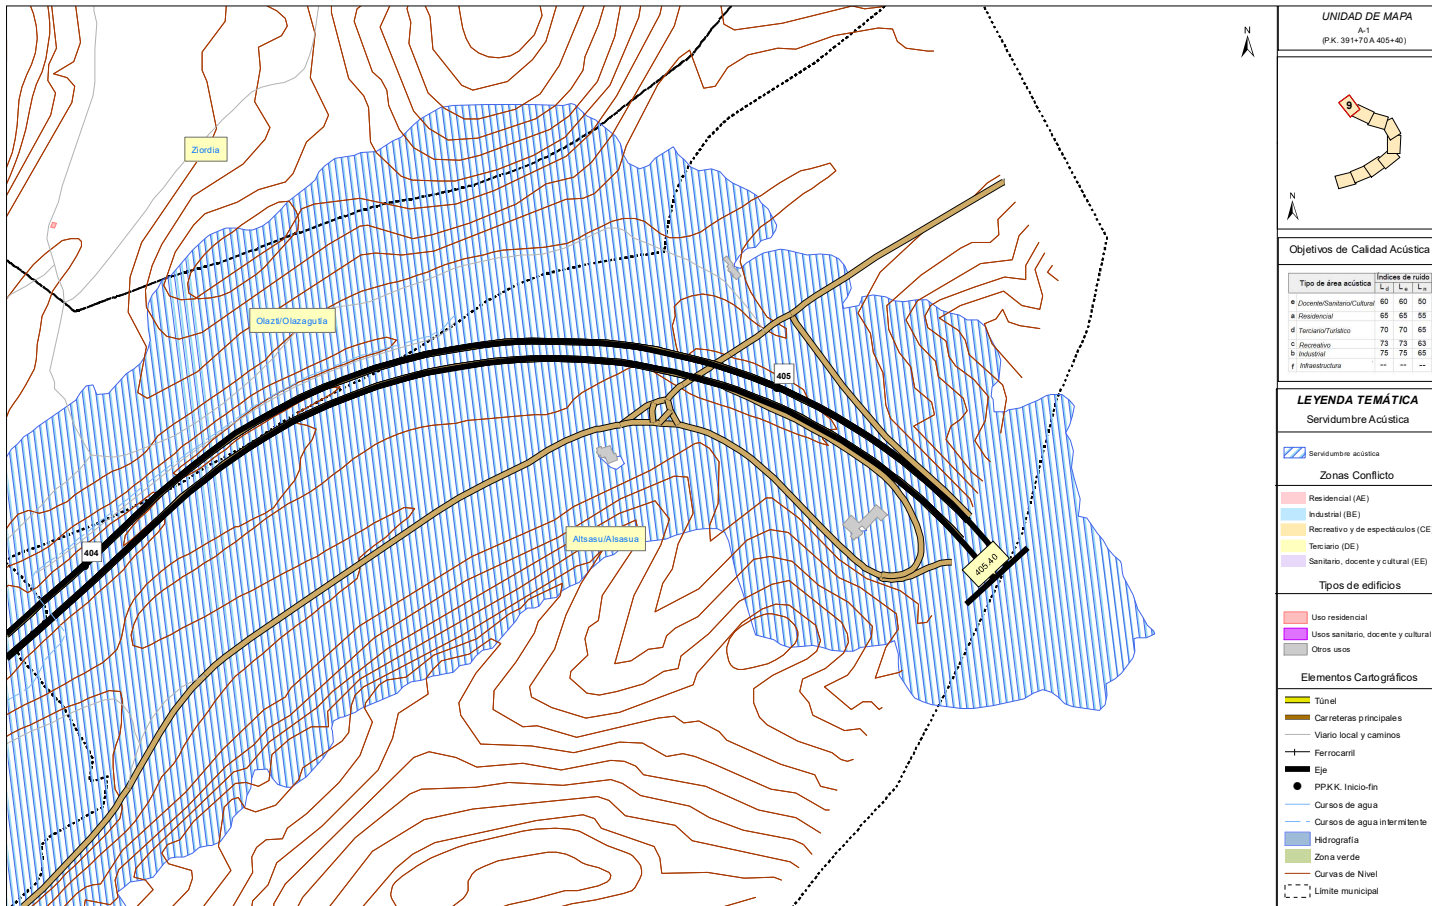 N
Ziordia
Olazti/Olazagutía
405
404
Altsasu/Alsasua
405.40
UNIDAD DE MAPA
A-1
(P.K. 391+70 A 405+40)
9
N
Objetivos de Calidad Acústica
Tipo de área acústica Índices de ruido
L d L e L n
e Docente/Sanitario/Cultural 60 60 50
a Residencial 65 65 55
d Terciario/Turístico 70 70 65
c Recreativo 73 73 63
b Industrial 75 75 65
f Infraestructura -- -- --
LEYENDA TEMÁTICA
Servidumbre Acústica
Servidumbre acústica
Zonas Conflicto
Residencial (AE)
Industrial (BE)
Recreativo y de espectáculos (CE
Terciario (DE)
Sanitario, docente y cultural (EE)
Tipos de edificios
Uso residencial
Usos sanitario, docente y cultural
Otros usos
Elementos Cartográficos
Túnel
Carreteras principales
Viario local y caminos
Ferrocarril
Eje
PP.KK. Inicio-fin
Cursos de agua
Cursos de agua intermitente
Hidrografía
Zona verde
Curvas de Nivel
Límite municipal